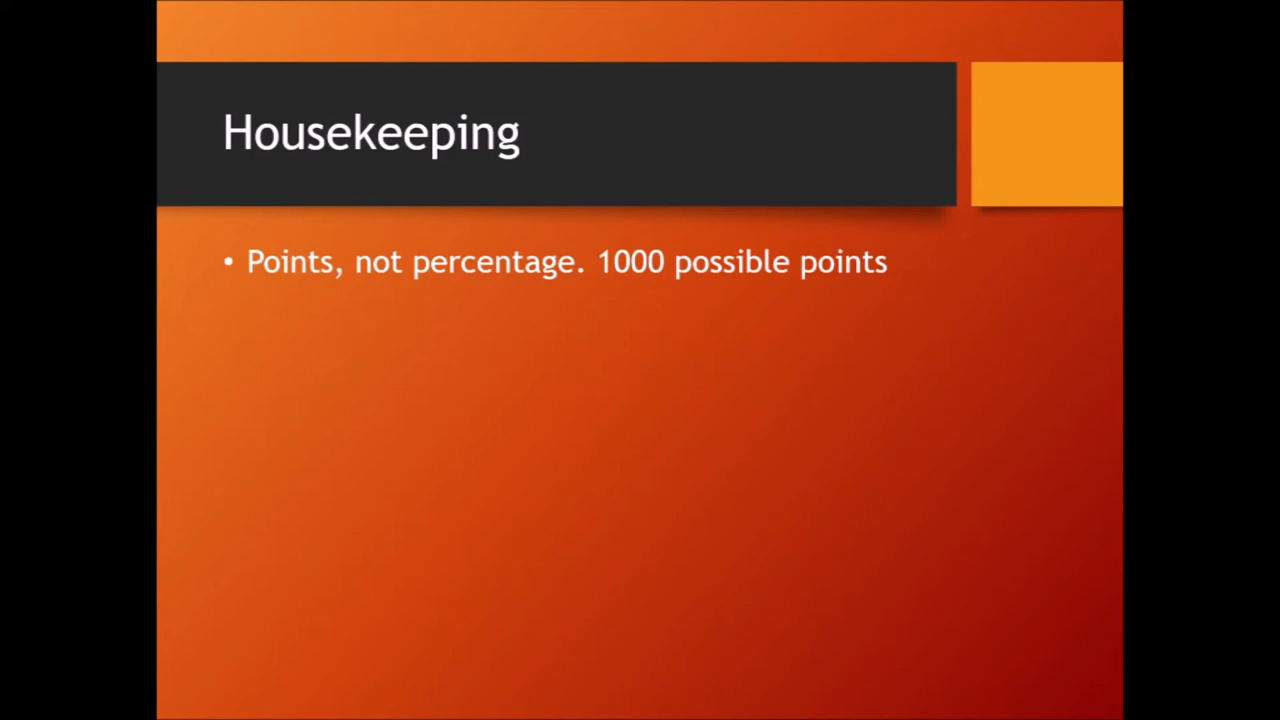 Housekeeping
• Points, not percentage. 1000 possible points